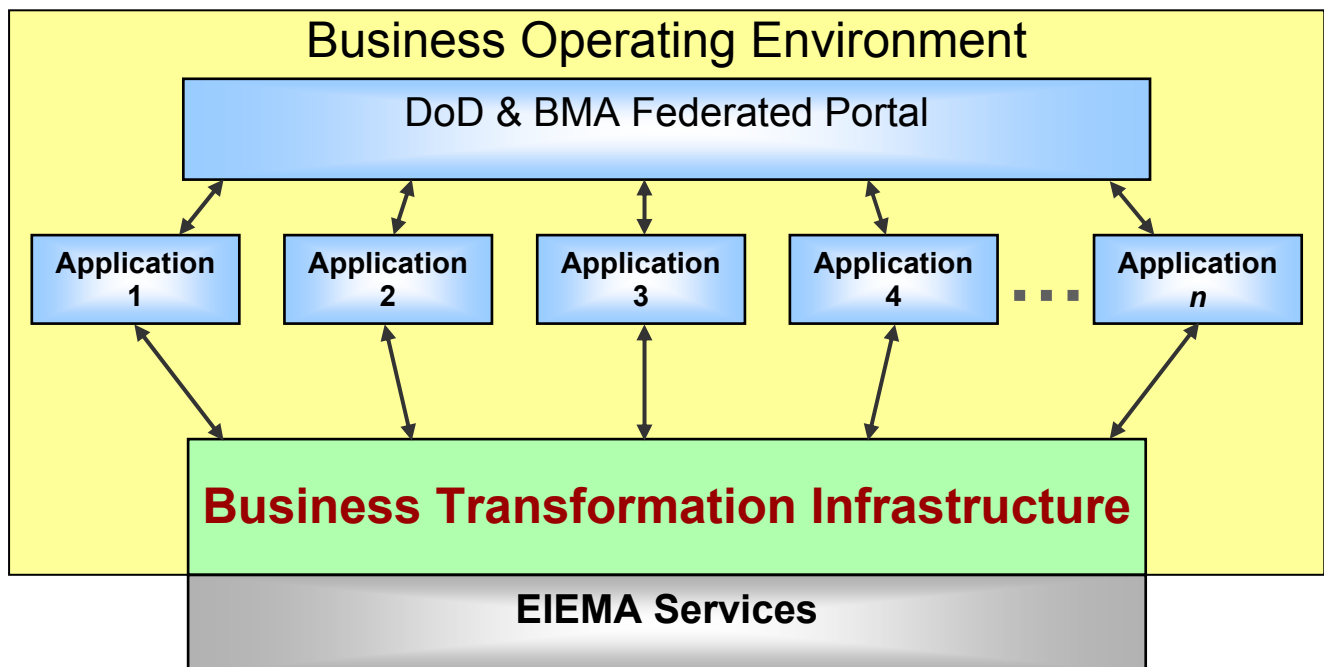 Business Operating Environment
DoD & BMA Federated Portal
Application
1
Application
2
Application
3
Application
4
Application
n
Business Transformation Infrastructure
EIEMA Services